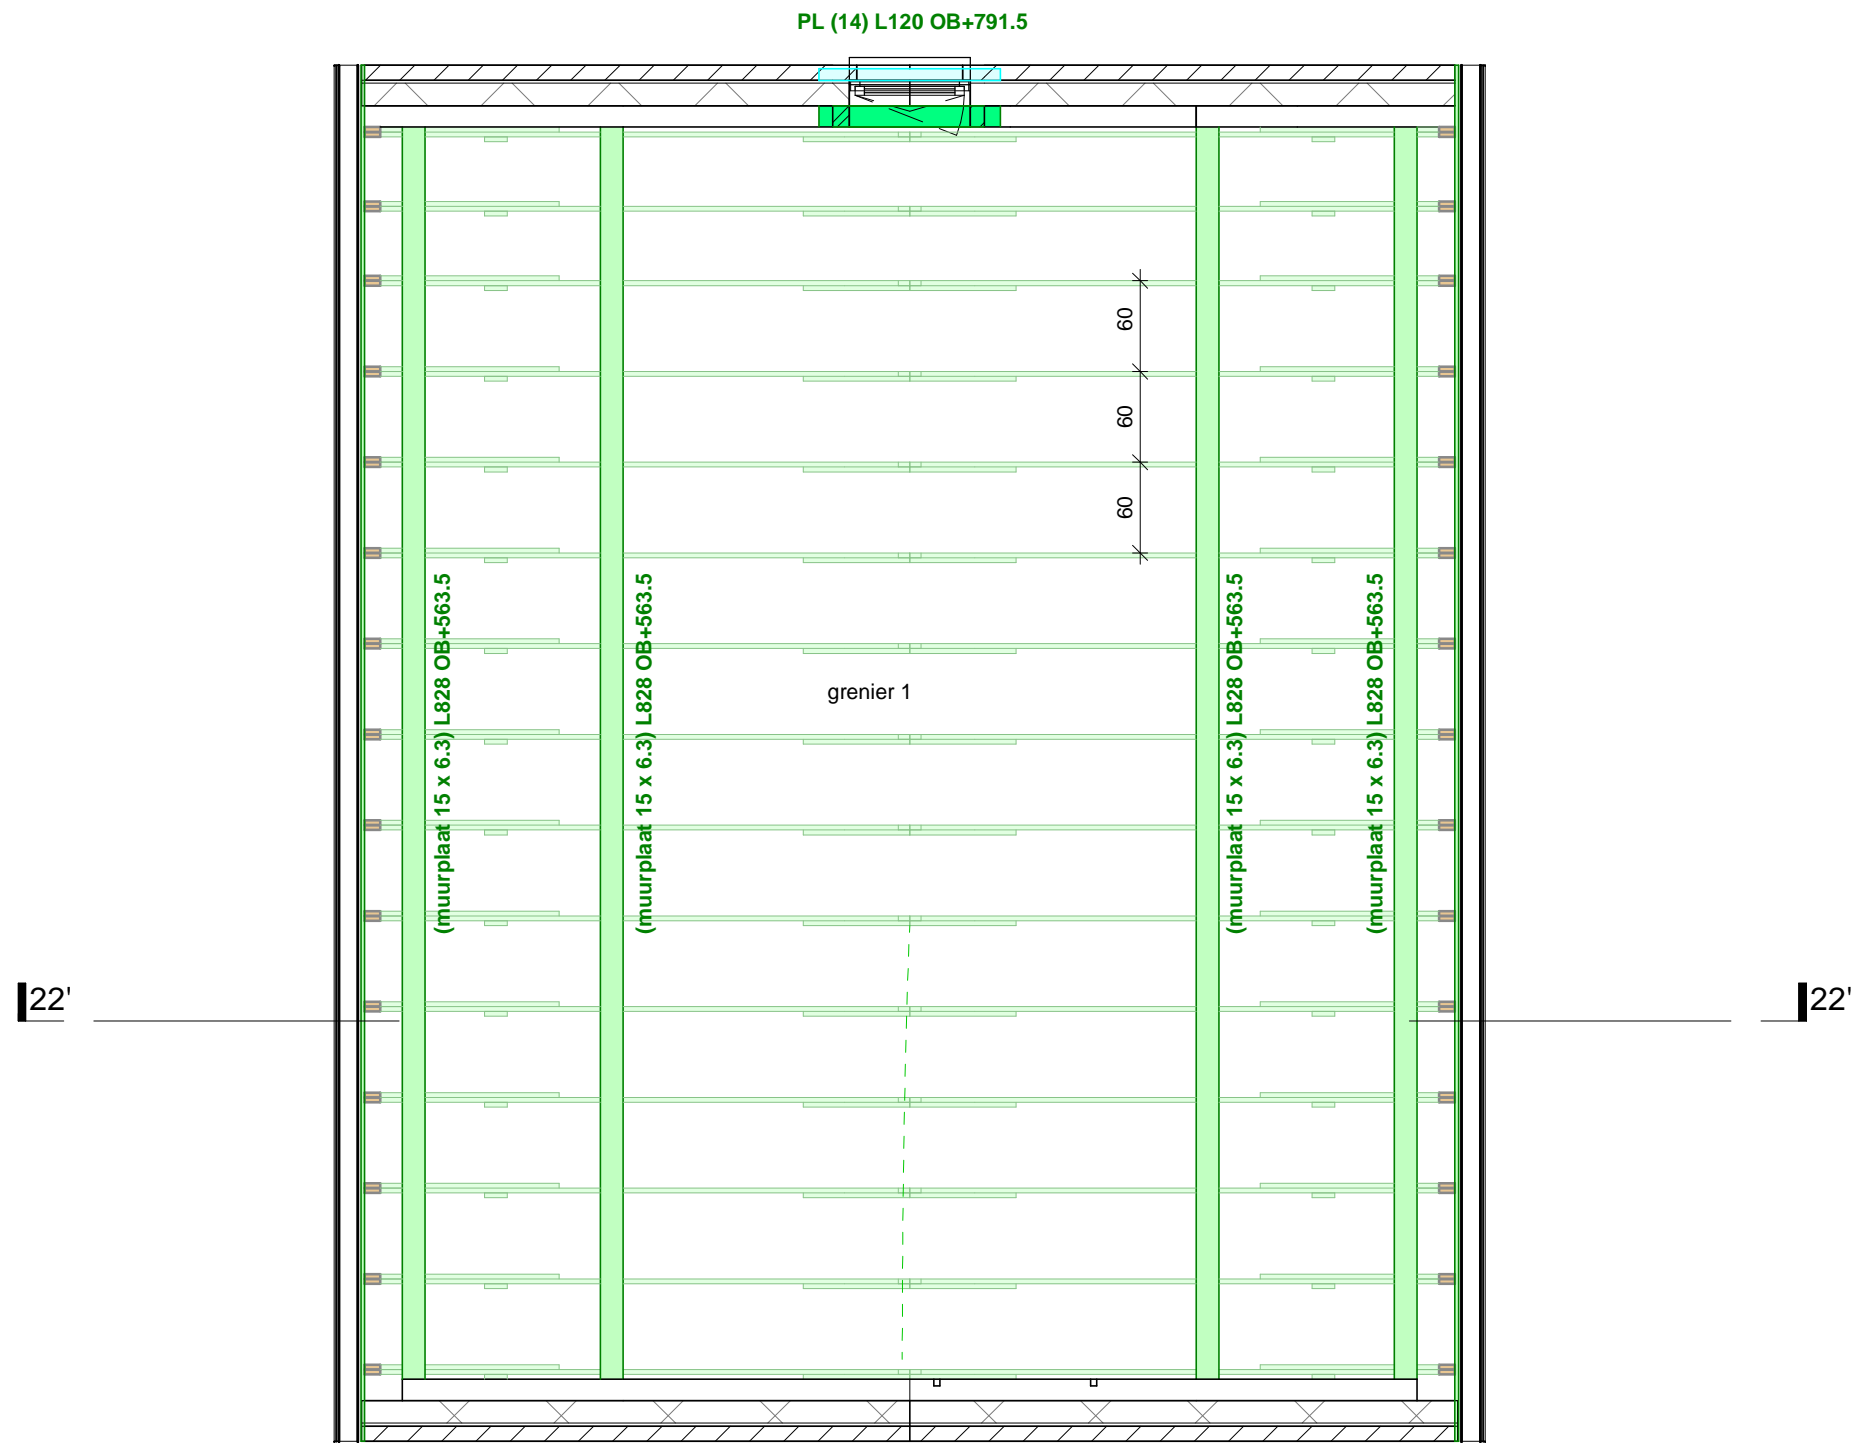 PL (14) L120 OB+791.5
60
60
60
(muurplaat 15 x 6.3) L828 OB+563.5
(muurplaat 15 x 6.3) L828 OB+563.5
(muurplaat 15 x 6.3) L828 OB+563.5
(muurplaat 15 x 6.3) L828 OB+563.5
grenier 1
22'
22'